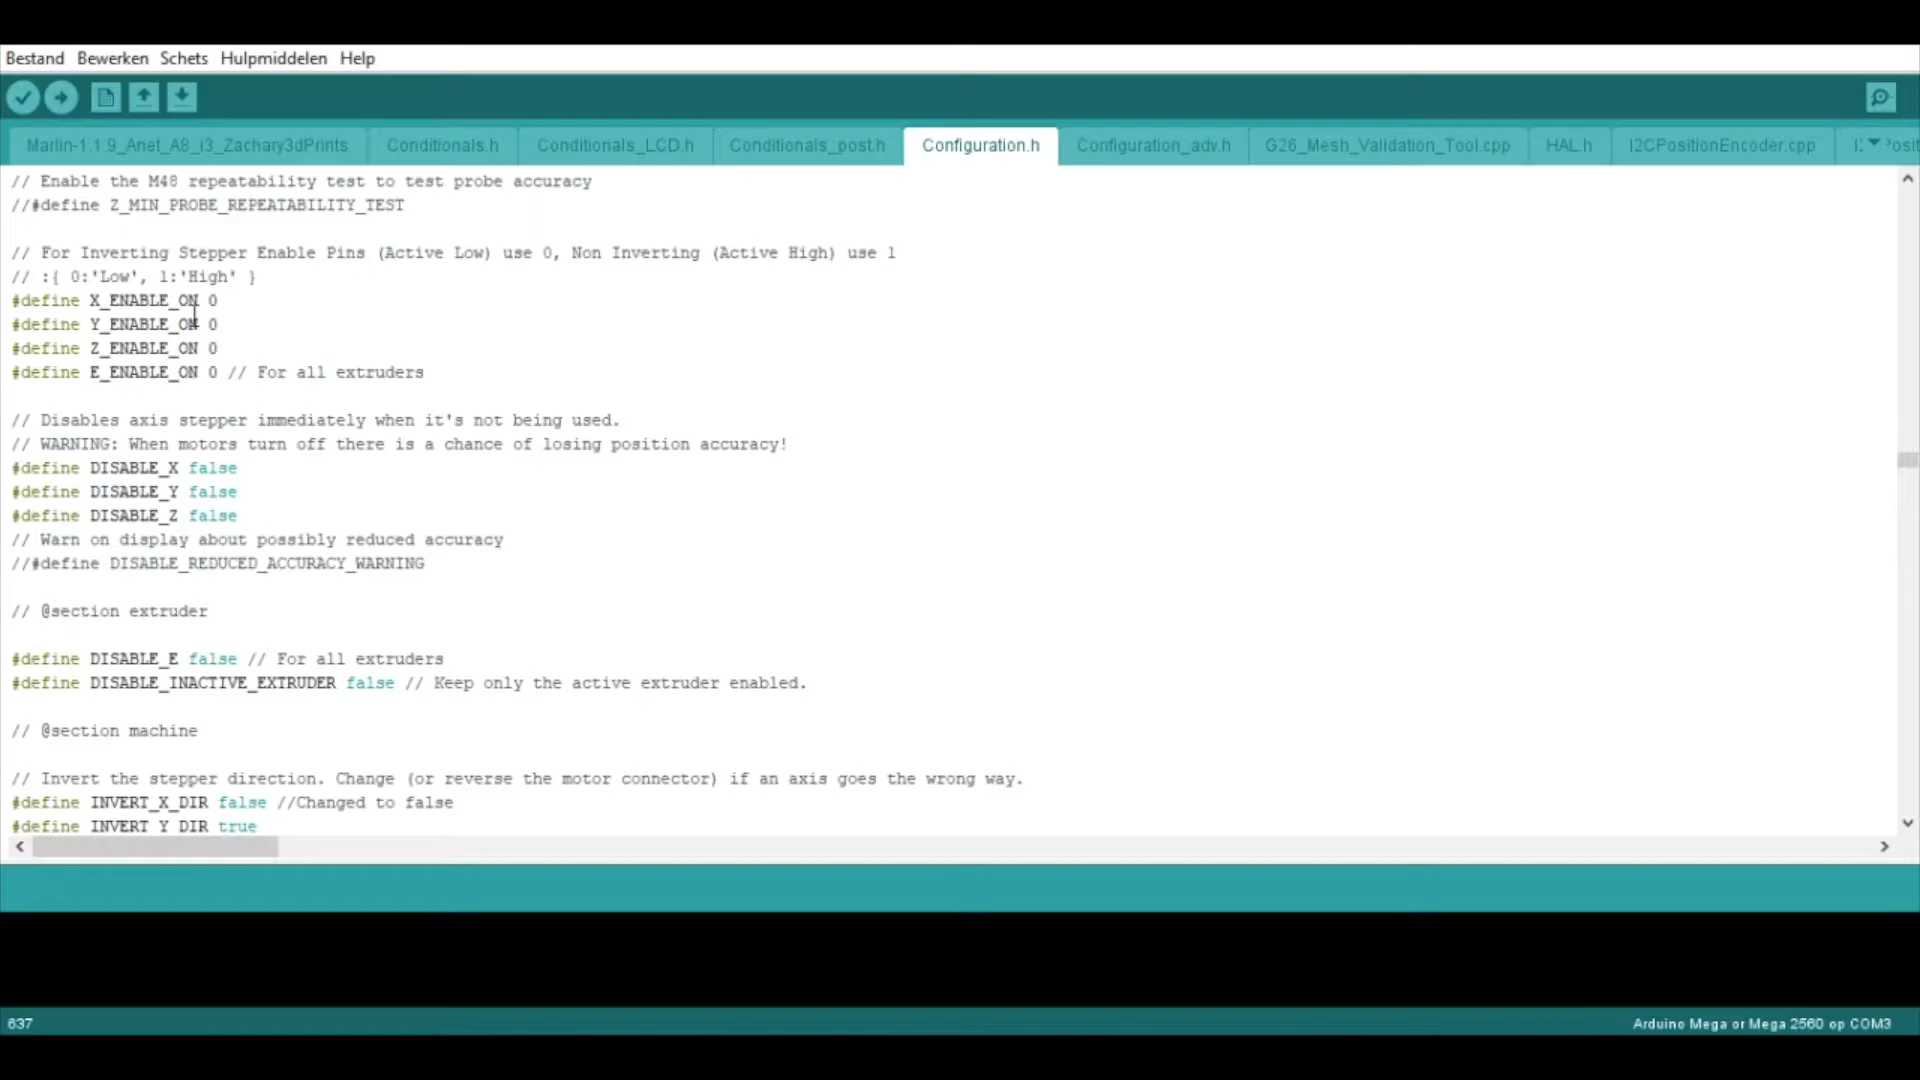 Bestand Bewerken Schets Hulpmiddelen Help
Marlin-1.1.9_Anet_A8_i3_Zachary3dPrints Conditionals.h Conditionals_LCD.h Conditionals_post.h Configuration.h Configuration_adv.h G26_Mesh_Validation_Tool.cpp HAL.h I2CPositionEncoder.cpp
// Enable the M48 repeatability test to test probe accuracy
//#define Z_MIN_PROBE_REPEATABILITY_TEST
// For Inverting Stepper Enable Pins (Active Low) use 0, Non Inverting (Active High) use 1
// :{ 0:'Low', 1:'High' }
#define X_ENABLE_ON 0
#define Y_ENABLE_ON 0
#define Z_ENABLE_ON 0
#define E_ENABLE_ON 0 // For all extruders
// Disables axis stepper immediately when it's not being used.
// WARNING: When motors turn off there is a chance of losing position accuracy!
#define DISABLE_X false
#define DISABLE_Y false
#define DISABLE_Z false
// Warn on display about possibly reduced accuracy
//#define DISABLE_REDUCED_ACCURACY_WARNING
// @section extruder
#define DISABLE_E false // For all extruders
#define DISABLE_INACTIVE_EXTRUDER false // Keep only the active extruder enabled.
// @section machine
// Invert the stepper direction. Change (or reverse the motor connector) if an axis goes the wrong way.
#define INVERT_X_DIR false //Changed to false
#define INVERT_Y_DIR true
637 Arduino Mega or Mega 2560 op COM3